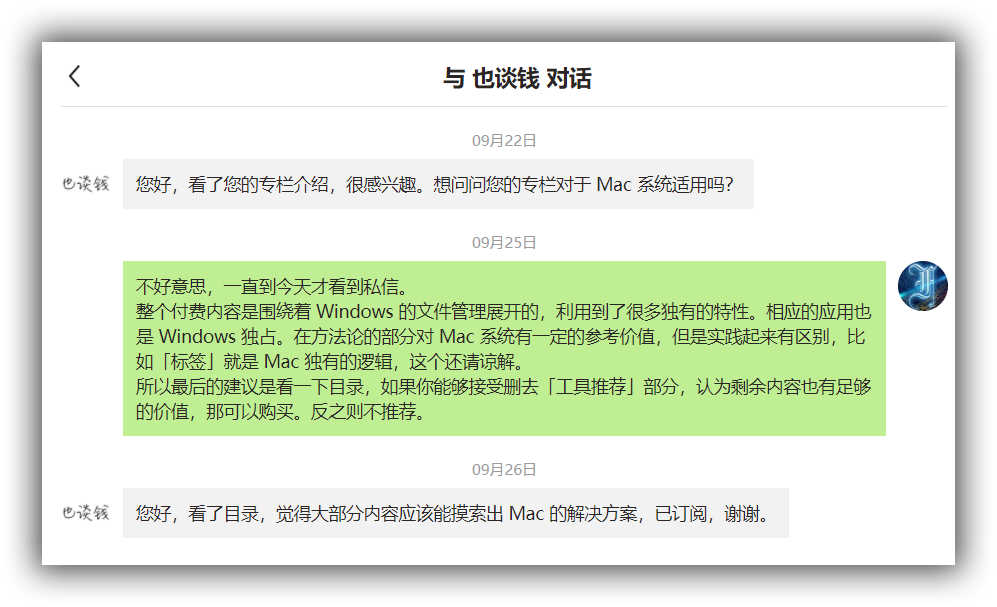 与 也谈钱 对话
09月22日
也谈钱
您好，看了您的专栏介绍，很感兴趣。想问问您的专栏对于 Mac 系统适用吗？
09月25日
不好意思，一直到今天才看到私信。
整个付费内容是围绕着 Windows 的文件管理展开的，利用到了很多独有的特性。相应的应用也
是 Windows 独占。在方法论的部分对 Mac 系统有一定的参考价值，但是实践起来有区别，比
如「标签」就是 Mac 独有的逻辑，这个还请谅解。
所以最后的建议是看一下目录，如果你能够接受删去「工具推荐」部分，认为剩余内容也有足够
的价值，那可以购买。反之则不推荐。
09月26日
也谈钱
您好，看了目录，觉得大部分内容应该能摸索出 Mac 的解决方案，已订阅，谢谢。